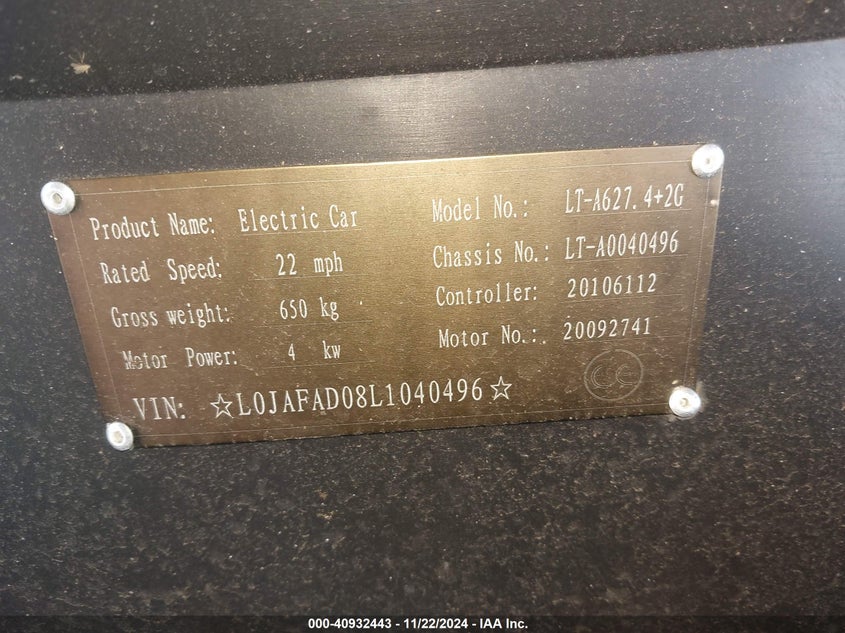 Product Name: Electric Car
Model No.: LT-A627.4+2G
Rated Speed: 22 mph
Chassis No.: LT-A0040496
Gross weight: 650 kg
Controller: 20106112
Motor Power: 4 kw
Motor No.: 20092741
VIN: ☆L0JAFAD08L1040496☆
000-40932443 - 11/22/2024 - IAA Inc.